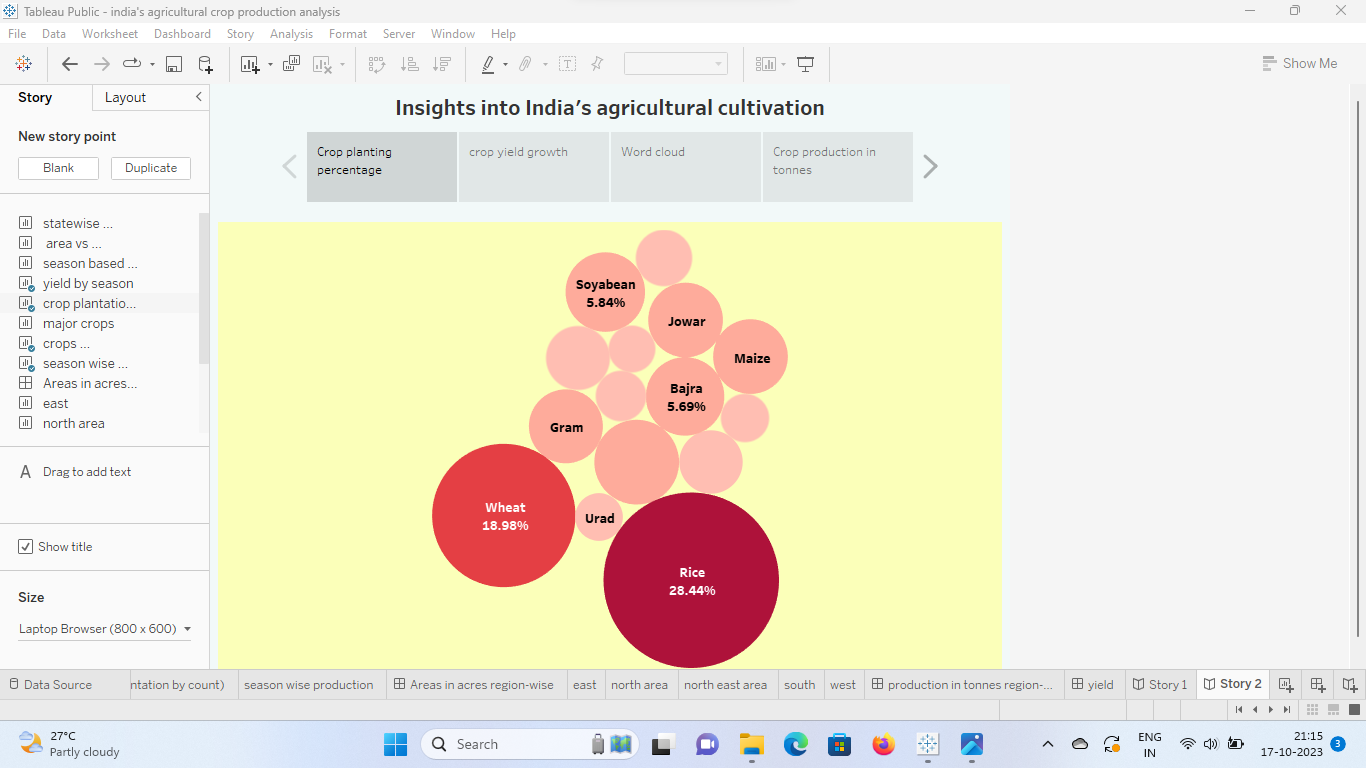 Tableau Public - india's agricultural crop production analysis
File Data Worksheet Dashboard Story Analysis Format Server Window Help
Show Me
Story Layout
New story point
Blank Duplicate
statewise ...
area vs ...
season based ...
yield by season
crop plantatio...
major crops
crops ...
season wise ...
Areas in acres...
east
north area
A Drag to add text
Show title
Size
Laptop Browser (800 x 600)
Insights into India's agricultural cultivation
Crop planting
percentage
crop yield growth
Word cloud
Crop production in
tonnes
Soyabean
5.84%
Jowar
Maize
Bajra
5.69%
Gram
Wheat
18.98%
Urad
Rice
28.44%
Data Source ntation by count) season wise production Areas in acres region-wise east north area north east area south west production in tonnes region-... yield Story 1 Story 2
27°C
Partly cloudy
Search
ENG
IN
21:15
17-10-2023
3